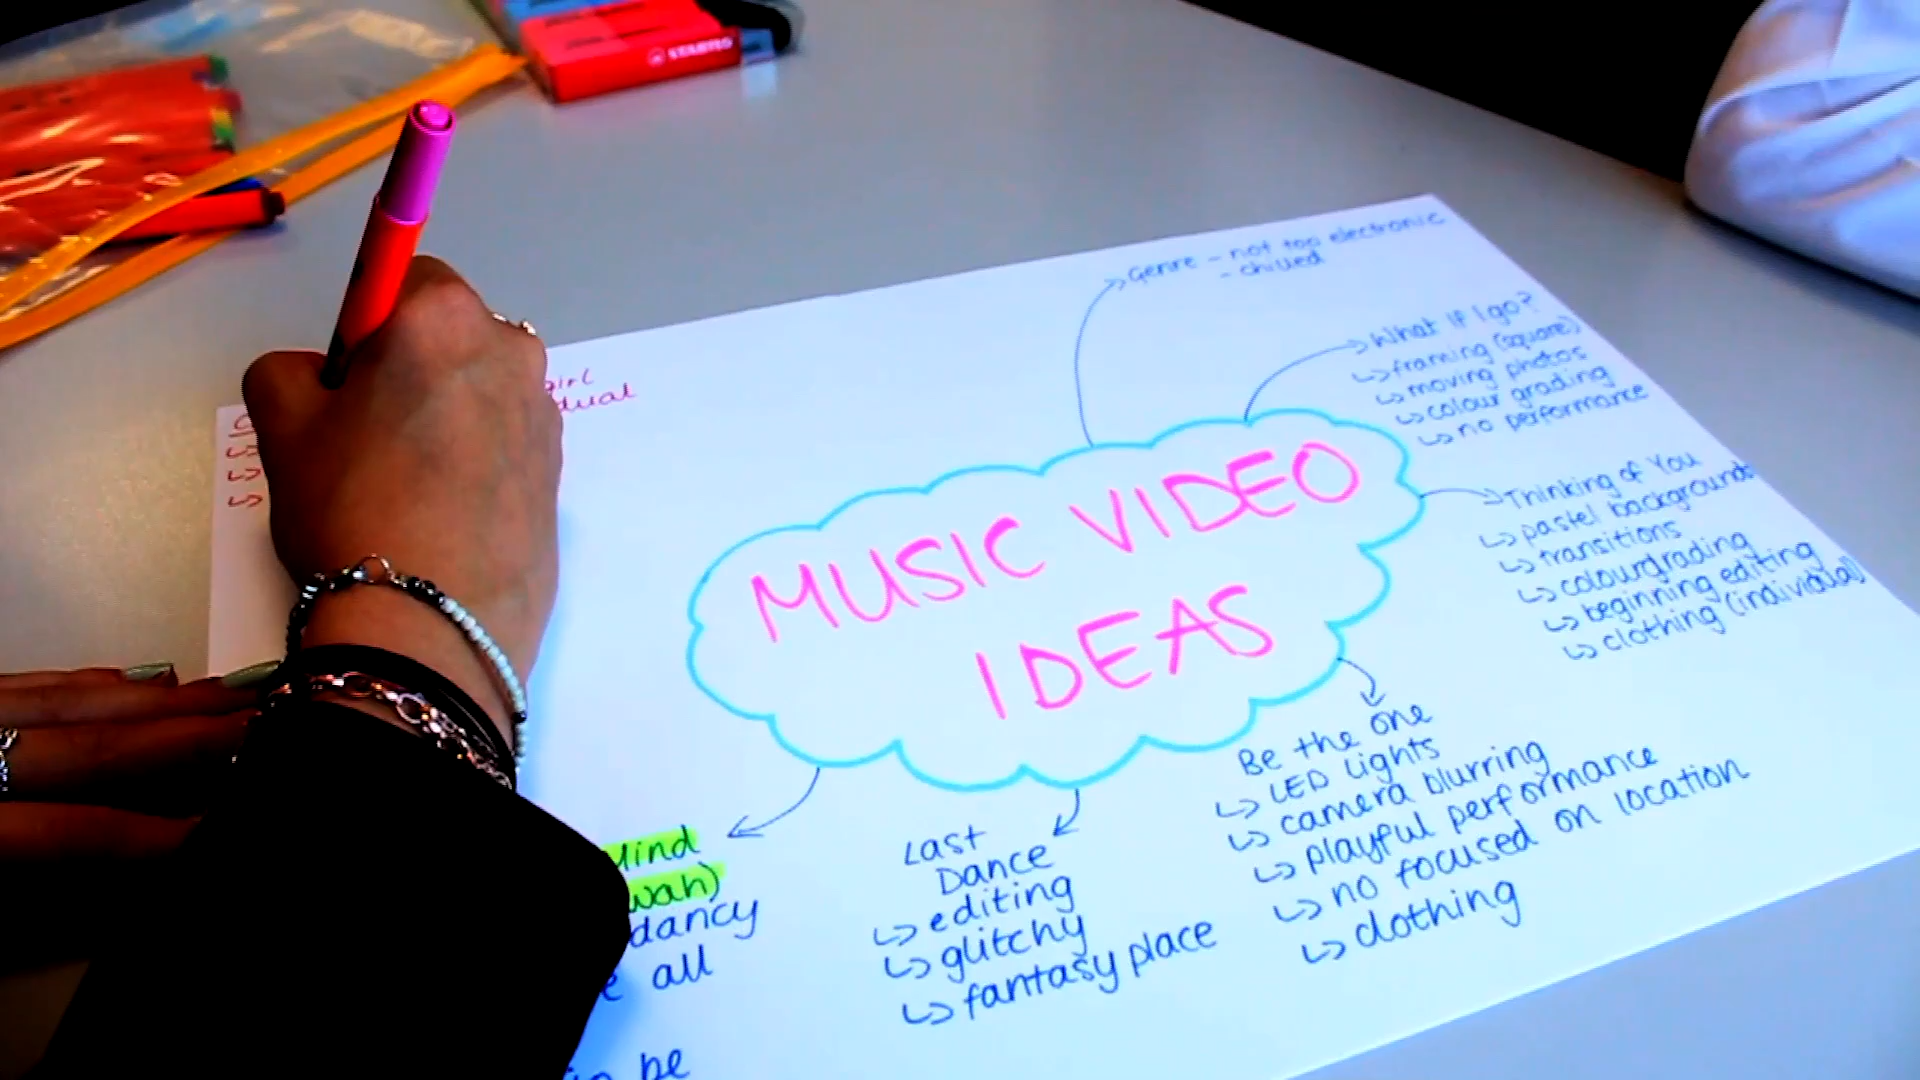 STABILO
Genre - not too electronic
- chilled
What If I go?
↳ framing (square)
↳ moving photos
↳ colour grading
↳ no performance
girl
dual
MUSIC VIDEO
IDEAS
Thinking of You
↳ pastel backgrounds
↳ transitions
↳ colourgrading
↳ beginning editing
↳ clothing (individual)
Be the one
↳ LED lights
↳ camera blurring
↳ playful performance
↳ no focused on location
↳ clothing
Last
Dance
↳ editing
↳ glitchy
↳ fantasy place
Mind
wah)
dancy
all
be